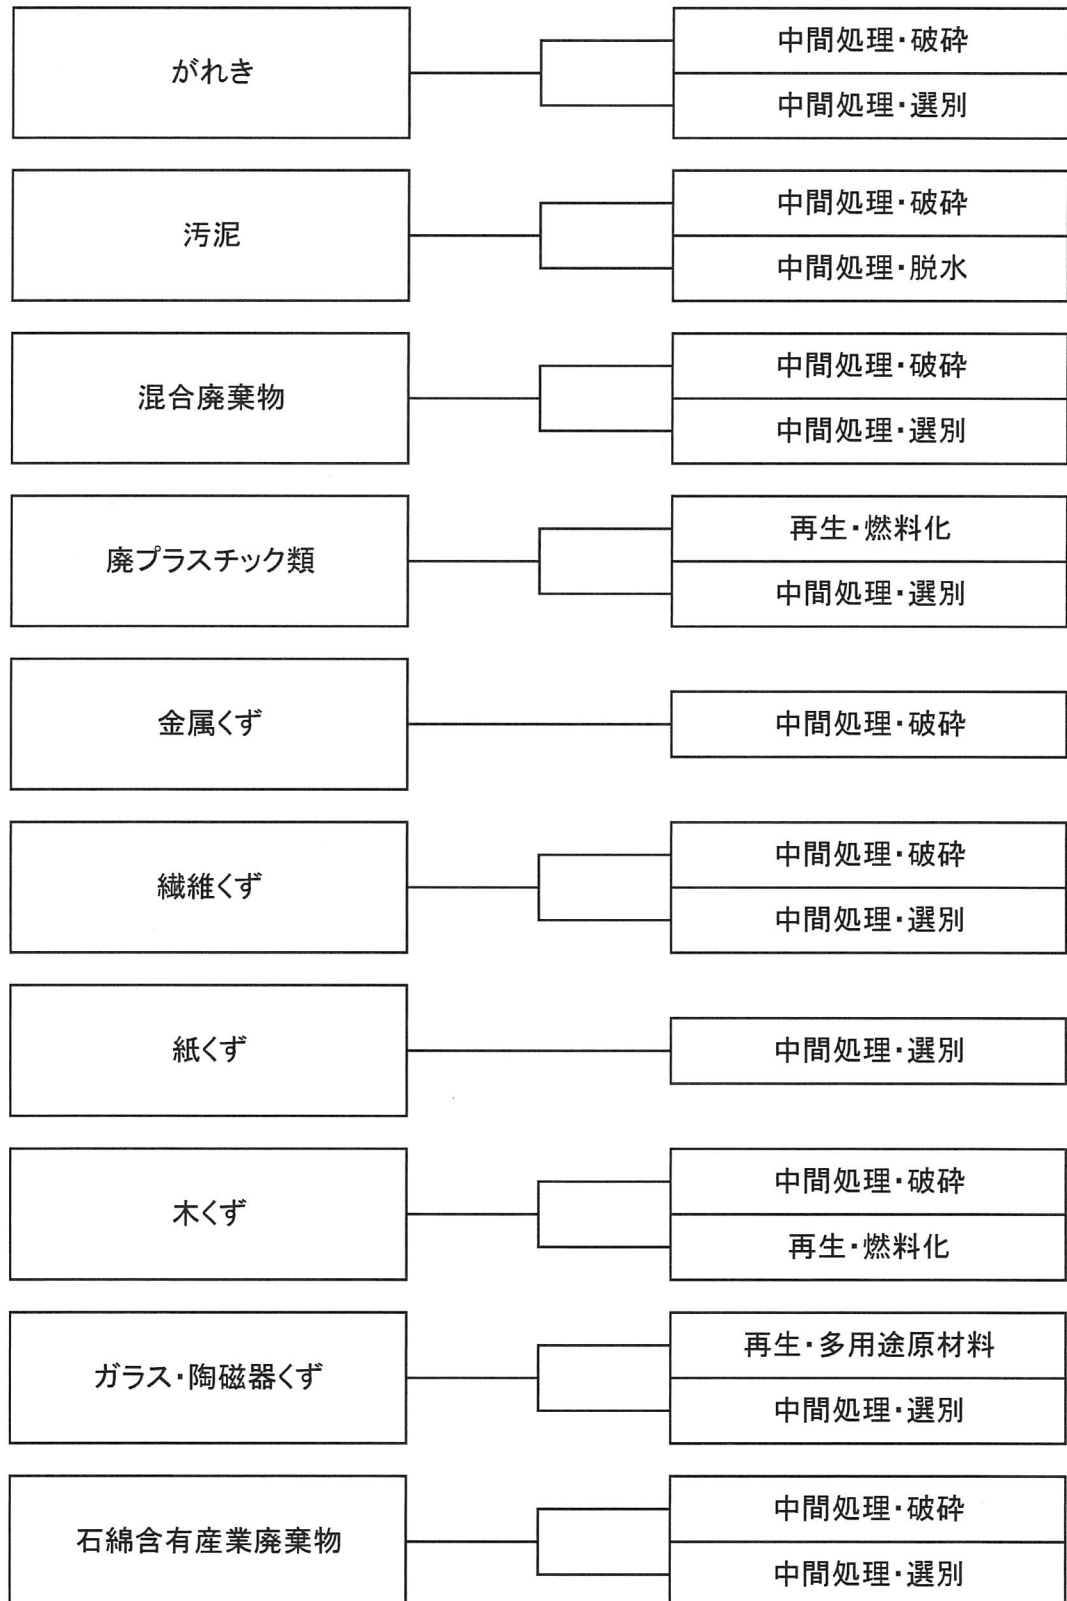 がれき
中間処理・破砕
中間処理・選別
汚泥
中間処理・破砕
中間処理・脱水
混合廃棄物
中間処理・破砕
中間処理・選別
廃プラスチック類
再生・燃料化
中間処理・選別
金属くず
中間処理・破砕
繊維くず
中間処理・破砕
中間処理・選別
紙くず
中間処理・選別
木くず
中間処理・破砕
再生・燃料化
ガラス・陶磁器くず
再生・多用途原材料
中間処理・選別
石綿含有産業廃棄物
中間処理・破砕
中間処理・選別